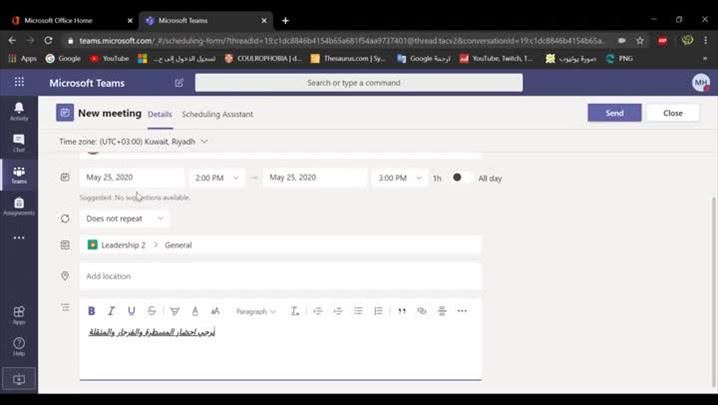 Microsoft Office Home
Microsoft Teams
teams.microsoft.com/_#/scheduling-form/?threadId=19:c1dc8846b4154b65a681f54aa9737401@thread.tacv2&conversationId=19:c1dc8846b4154b65aa...
Apps
Google
YouTube
Maps
تسجيل الدخول إلى ح...
COULROPHOBIA | d...
Thesaurus.com | Sy...
ترجمة Google
YouTube, Twitch, T...
صورة يوتيوب
PNG
»
Microsoft Teams
Search or type a command
MH
Activity
Chat
Teams
Assignments
Apps
Help
New meeting
Details
Scheduling Assistant
Send
Close
Time zone: (UTC+03:00) Kuwait, Riyadh
May 25, 2020
2:00 PM
May 25, 2020
3:00 PM
1h
All day
Suggested: No suggestions available.
Does not repeat
Leadership 2 > General
Add location
B I U S A AA Paragraph
نرجي احضار المسطرة والفرجار والمنقلة